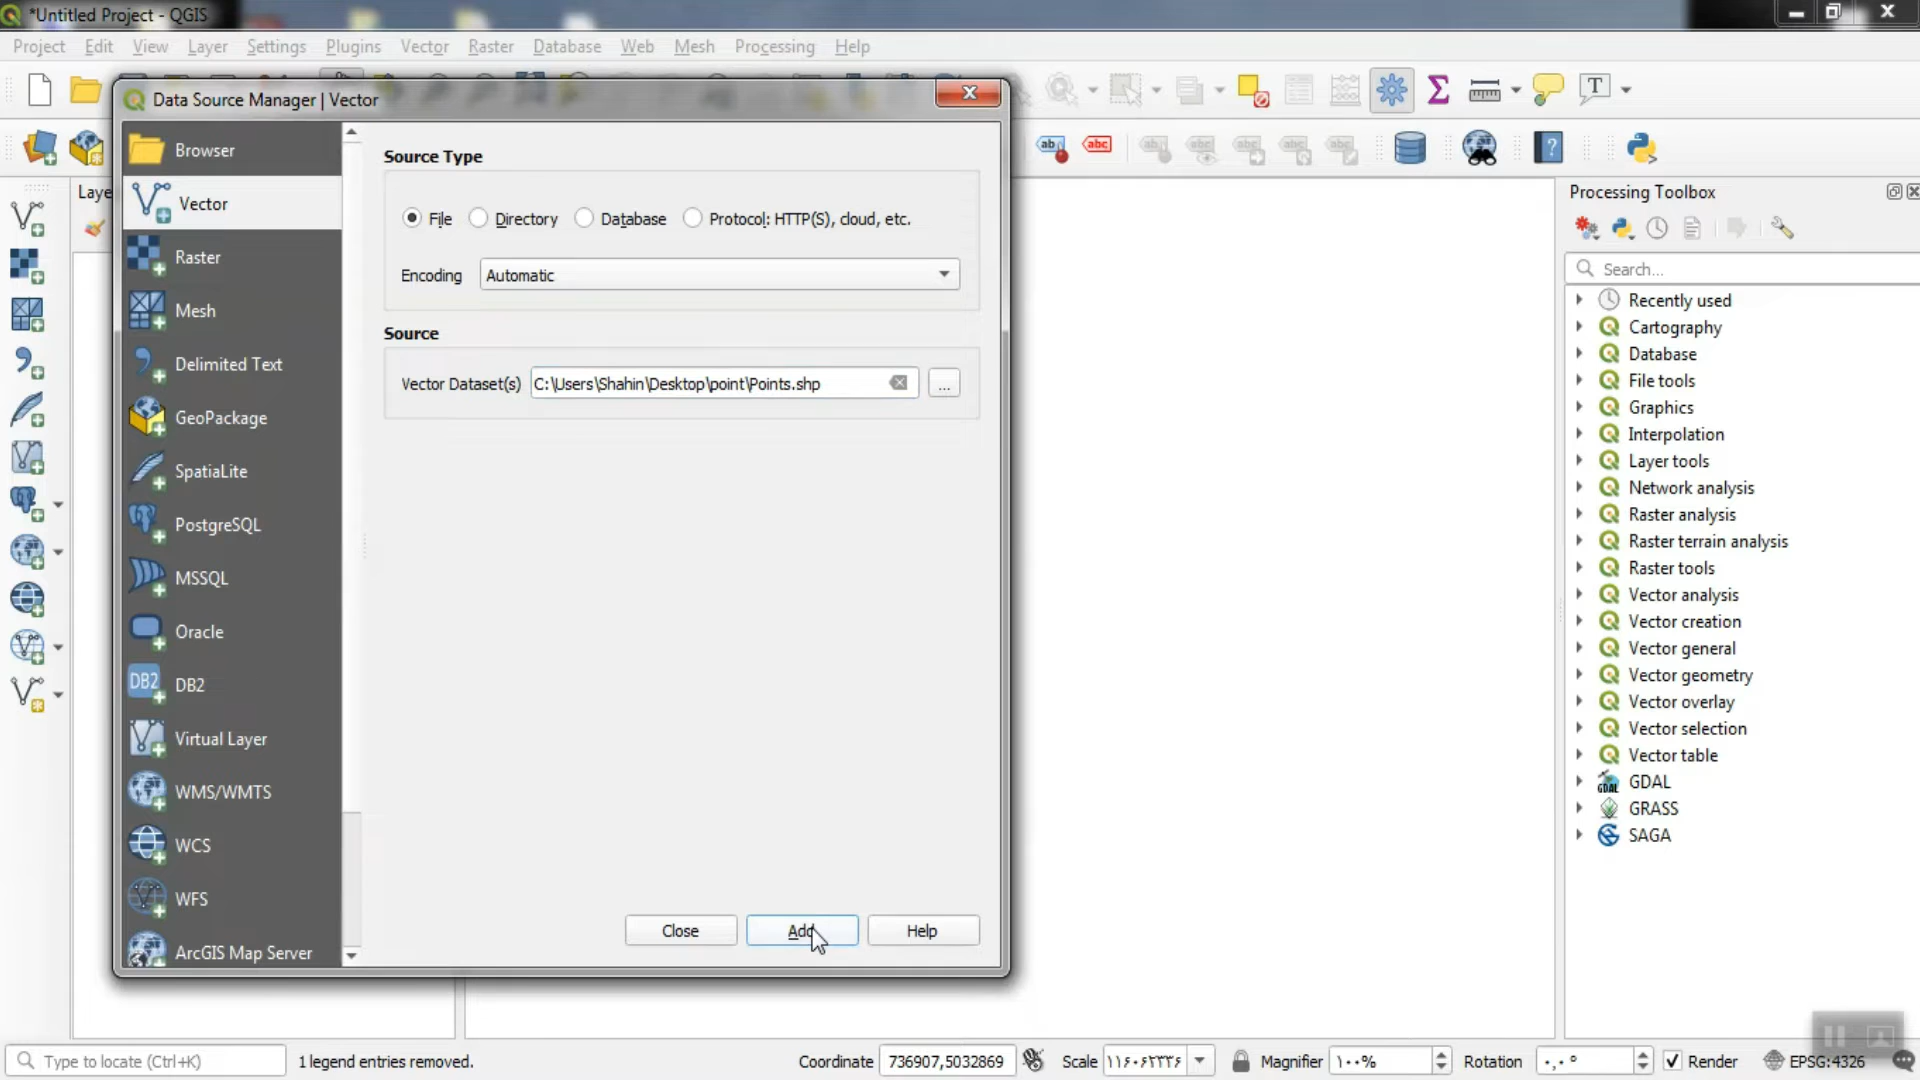 *Untitled Project - QGIS
Project Edit View Layer Settings Plugins Vector Raster Database Web Mesh Processing Help
Data Source Manager | Vector
Browser
Vector
Raster
Mesh
Delimited Text
GeoPackage
SpatiaLite
PostgreSQL
MSSQL
Oracle
DB2
DB2
Virtual Layer
WMS/WMTS
WCS
WFS
ArcGIS Map Server
Source Type
File Directory Database Protocol: HTTP(S), cloud, etc.
Encoding Automatic
Source
Vector Dataset(s) C:\Users\Shahin\Desktop\point\Points.shp ...
Close Add Help
abc
Processing Toolbox
Search...
Recently used
Cartography
Database
File tools
Graphics
Interpolation
Layer tools
Network analysis
Raster analysis
Raster terrain analysis
Raster tools
Vector analysis
Vector creation
Vector general
Vector geometry
Vector overlay
Vector selection
Vector table
GDAL
GRASS
SAGA
Type to locate (Ctrl+K) 1 legend entries removed. Coordinate 736907,5032869 Scale Magnifier ۱۰۰% Rotation ۰,۰ ° Render EPSG:4326